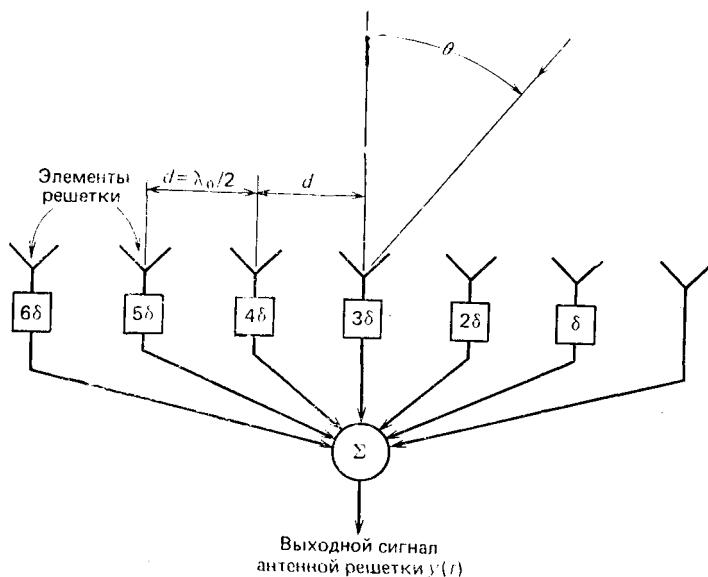 θ
Элементы
решетки
d = λ₀/2
d
6δ
5δ
4δ
3δ
2δ
δ
Σ
Выходной сигнал
антенной решетки y(t)